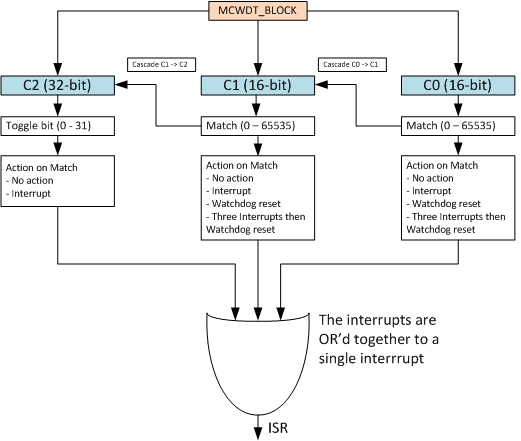 MCWDT_BLOCK
Cascade C1 -> C2
Cascade C0 -> C1
C2 (32-bit)
C1 (16-bit)
C0 (16-bit)
Toggle bit (0 - 31)
Match (0 – 65535)
Match (0 – 65535)
Action on Match
- No action
- Interrupt
Action on Match
- No action
- Interrupt
- Watchdog reset
- Three Interrupts then
Watchdog reset
Action on Match
- No action
- Interrupt
- Watchdog reset
- Three Interrupts then
Watchdog reset
The interrupts are
OR'd together to a
single interrrupt
ISR